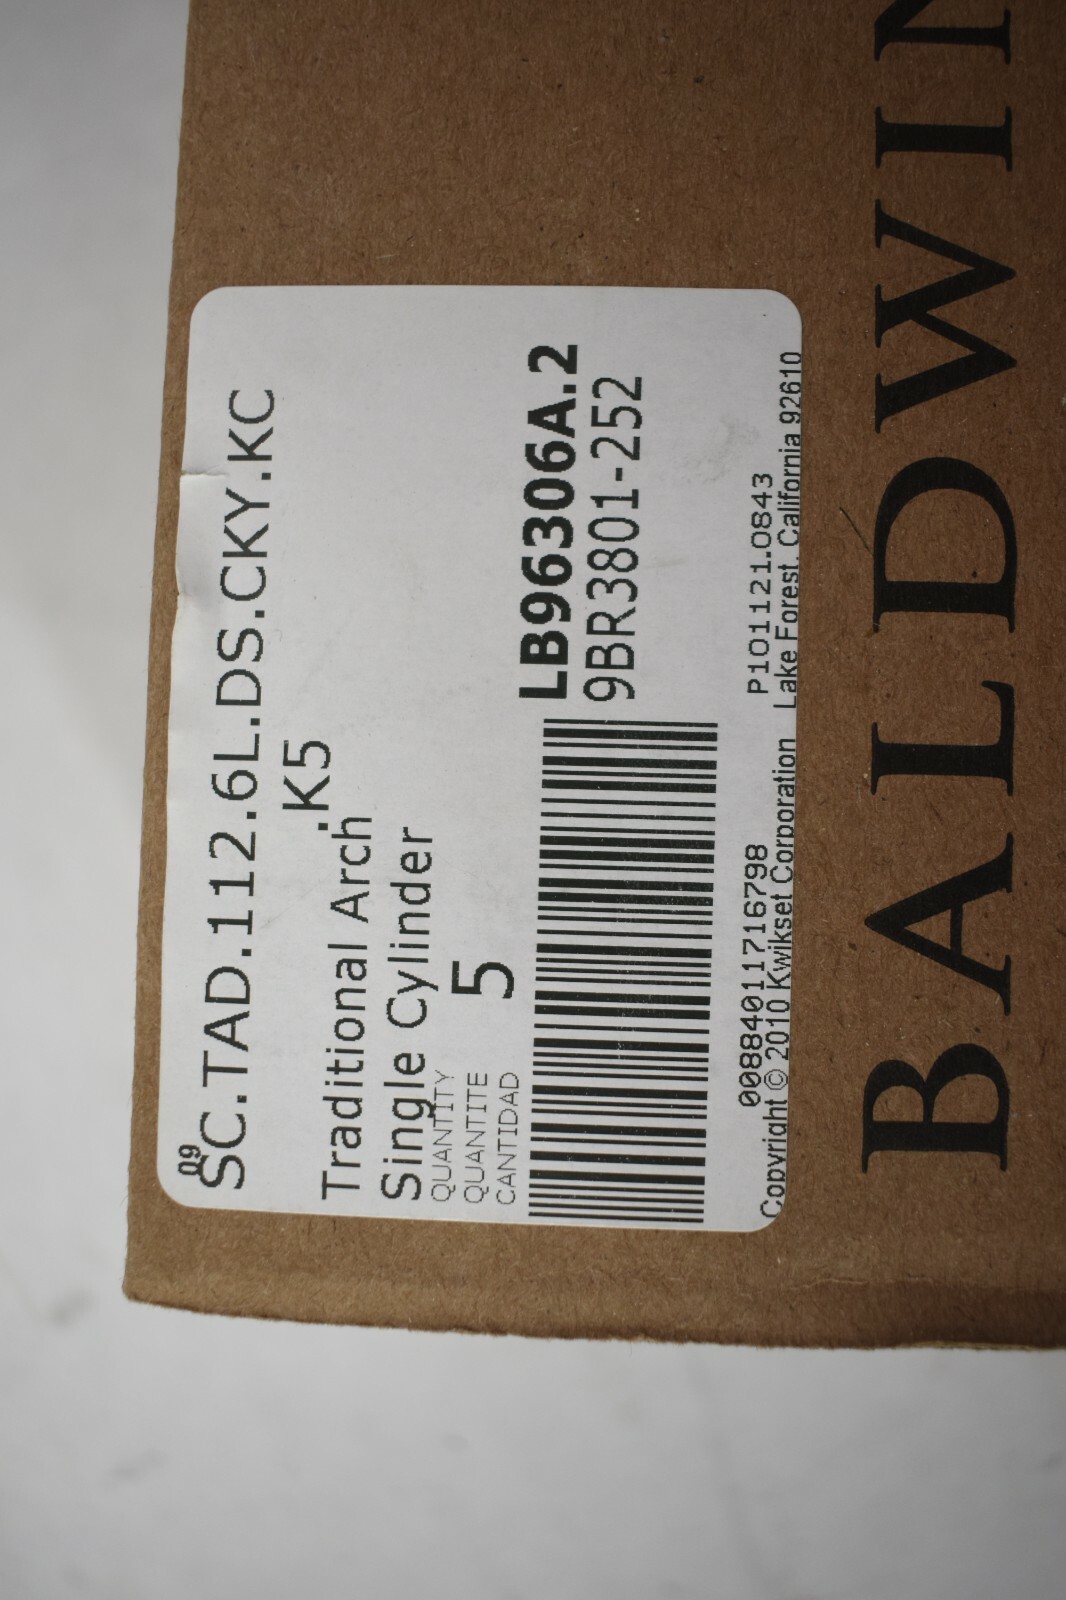 09
SC.TAD.112.6L.DS.CKY.KC
.K5
Traditional Arch
Single Cylinder
QUANTITY
QUANTITE
CANTIDAD
5
LB96306A.2
9BR3801-252
00884011716798
P101121.0843
Copyright © 2010 Kwikset Corporation Lake Forest, California 92610
BALDWIN